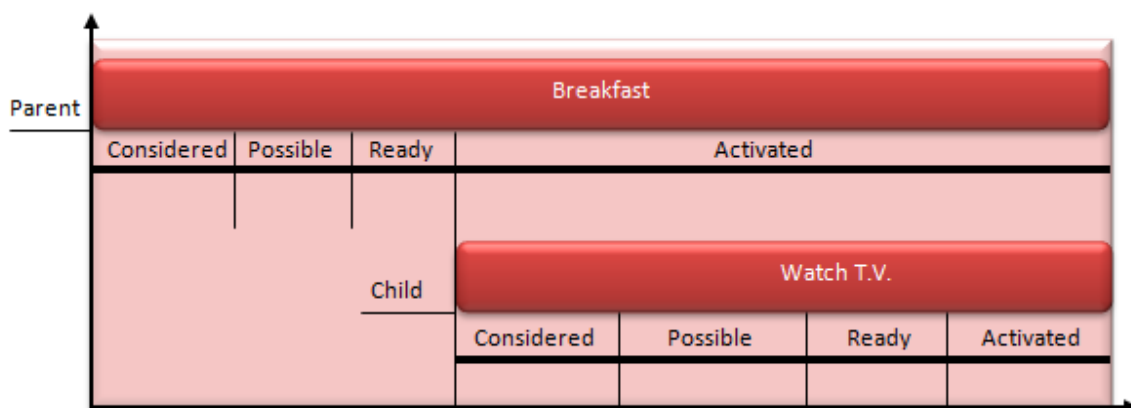 Breakfast
Parent
Considered Possible Ready Activated
Watch T.V.
Child
Considered Possible Ready Activated